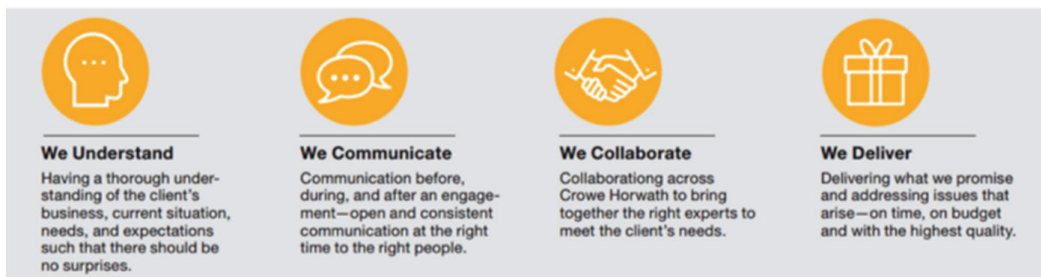 We Understand
Having a thorough under-
standing of the client's
business, current situation,
needs, and expectations
such that there should be
no surprises.
We Communicate
Communication before,
during, and after an engage-
ment—open and consistent
communication at the right
time to the right people.
We Collaborate
Collaborationg across
Crowe Horwath to bring
together the right experts to
meet the client's needs.
We Deliver
Delivering what we promise
and addressing issues that
arise—on time, on budget
and with the highest quality.